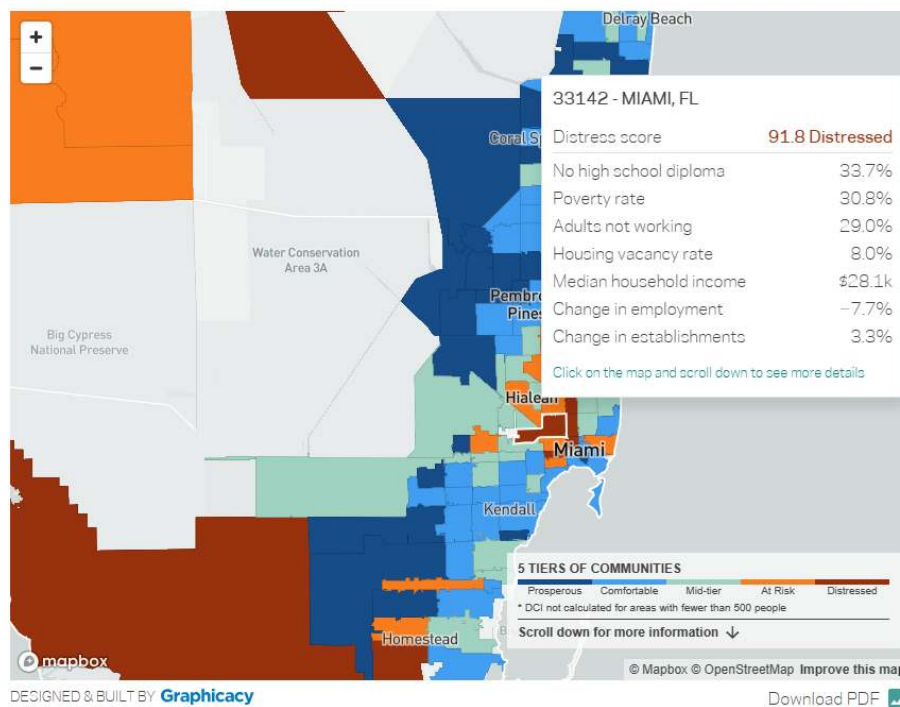 +
−
Delray Beach
Coral Sp
Water Conservation
Area 3A
Big Cypress
National Preserve
Pembro
Pines
Hialeah
Miami
Kendall
Homestead
33142 - MIAMI, FL
Distress score 91.8 Distressed
No high school diploma 33.7%
Poverty rate 30.8%
Adults not working 29.0%
Housing vacancy rate 8.0%
Median household income $28.1k
Change in employment −7.7%
Change in establishments 3.3%
Click on the map and scroll down to see more details
5 TIERS OF COMMUNITIES
Prosperous Comfortable Mid-tier At Risk Distressed
* DCI not calculated for areas with fewer than 500 people
Scroll down for more information ↓
mapbox
© Mapbox © OpenStreetMap Improve this map
DESIGNED & BUILT BY Graphicacy
Download PDF